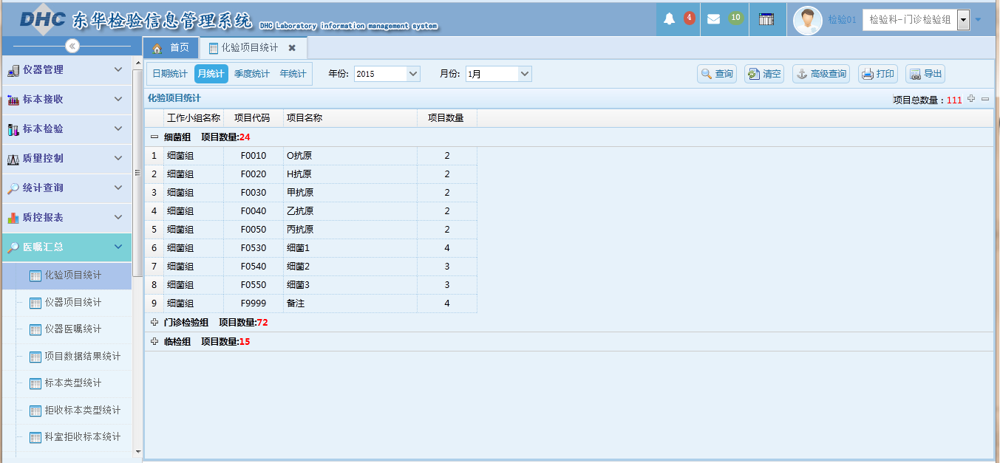 DHC 东华检验信息管理系统 DHC Laboratory information management system
4
10
检验01
检验科-门诊检验组
首页
化验项目统计
仪器管理
标本接收
标本检验
质量控制
统计查询
质控报表
医嘱汇总
化验项目统计
仪器项目统计
仪器医嘱统计
项目数据结果统计
标本类型统计
拒收标本类型统计
科室拒收标本统计
日期统计 月统计 季度统计 年统计 年份: 2015 月份: 1月 查询 清空 高级查询 打印 导出
化验项目统计 项目总数量：111
工作小组名称 项目代码 项目名称 项目数量
细菌组 项目数量:24
1 细菌组 F0010 O抗原 2
2 细菌组 F0020 H抗原 2
3 细菌组 F0030 甲抗原 2
4 细菌组 F0040 乙抗原 2
5 细菌组 F0050 丙抗原 2
6 细菌组 F0530 细菌1 4
7 细菌组 F0540 细菌2 3
8 细菌组 F0550 细菌3 3
9 细菌组 F9999 备注 4
门诊检验组 项目数量:72
临检组 项目数量:15